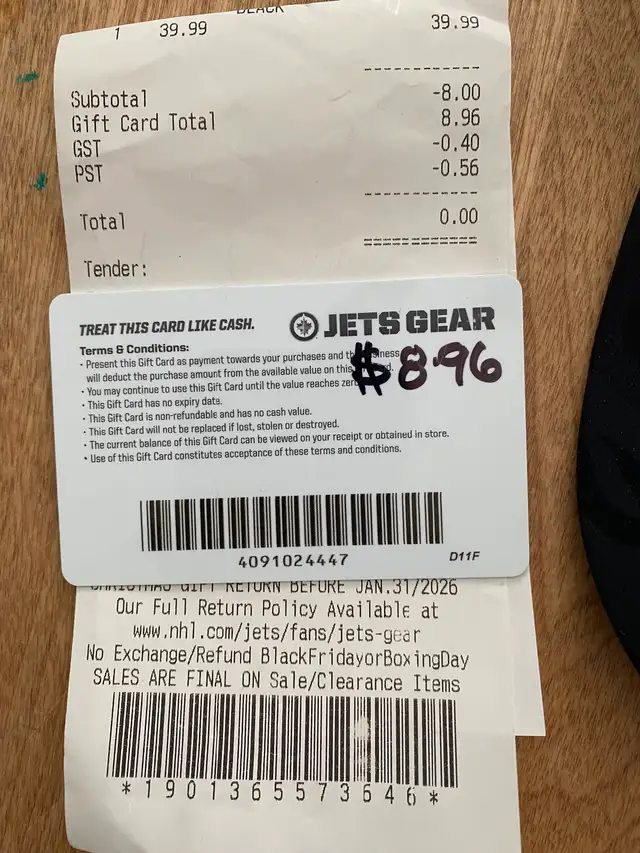 BLACK
1 39.99 39.99
Subtotal -8.00
Gift Card Total 8.96
GST -0.40
PST -0.56
Total 0.00
Tender:
TREAT THIS CARD LIKE CASH. JETS GEAR
$8.96
Terms & Conditions:
• Present this Gift Card as payment towards your purchases and
will deduct the purchase amount from the available value on this
• You may continue to use this Gift Card until the value reaches
• This Gift Card has no expiry date.
• This Gift Card is non-refundable and has no cash value.
• This Gift Card will not be replaced if lost, stolen or destroyed.
• The current balance of this Gift Card can be viewed on your receipt or obtained in store.
• Use of this Gift Card constitutes acceptance of these terms and conditions.
4091024447 D11F
CHRISTMAS GIFT RETURN BEFORE JAN.31/2026
Our Full Return Policy Available at
www.nhl.com/jets/fans/jets-gear
No Exchange/Refund BlackFridayorBoxingDay
SALES ARE FINAL ON Sale/Clearance Items
*1901365573646*